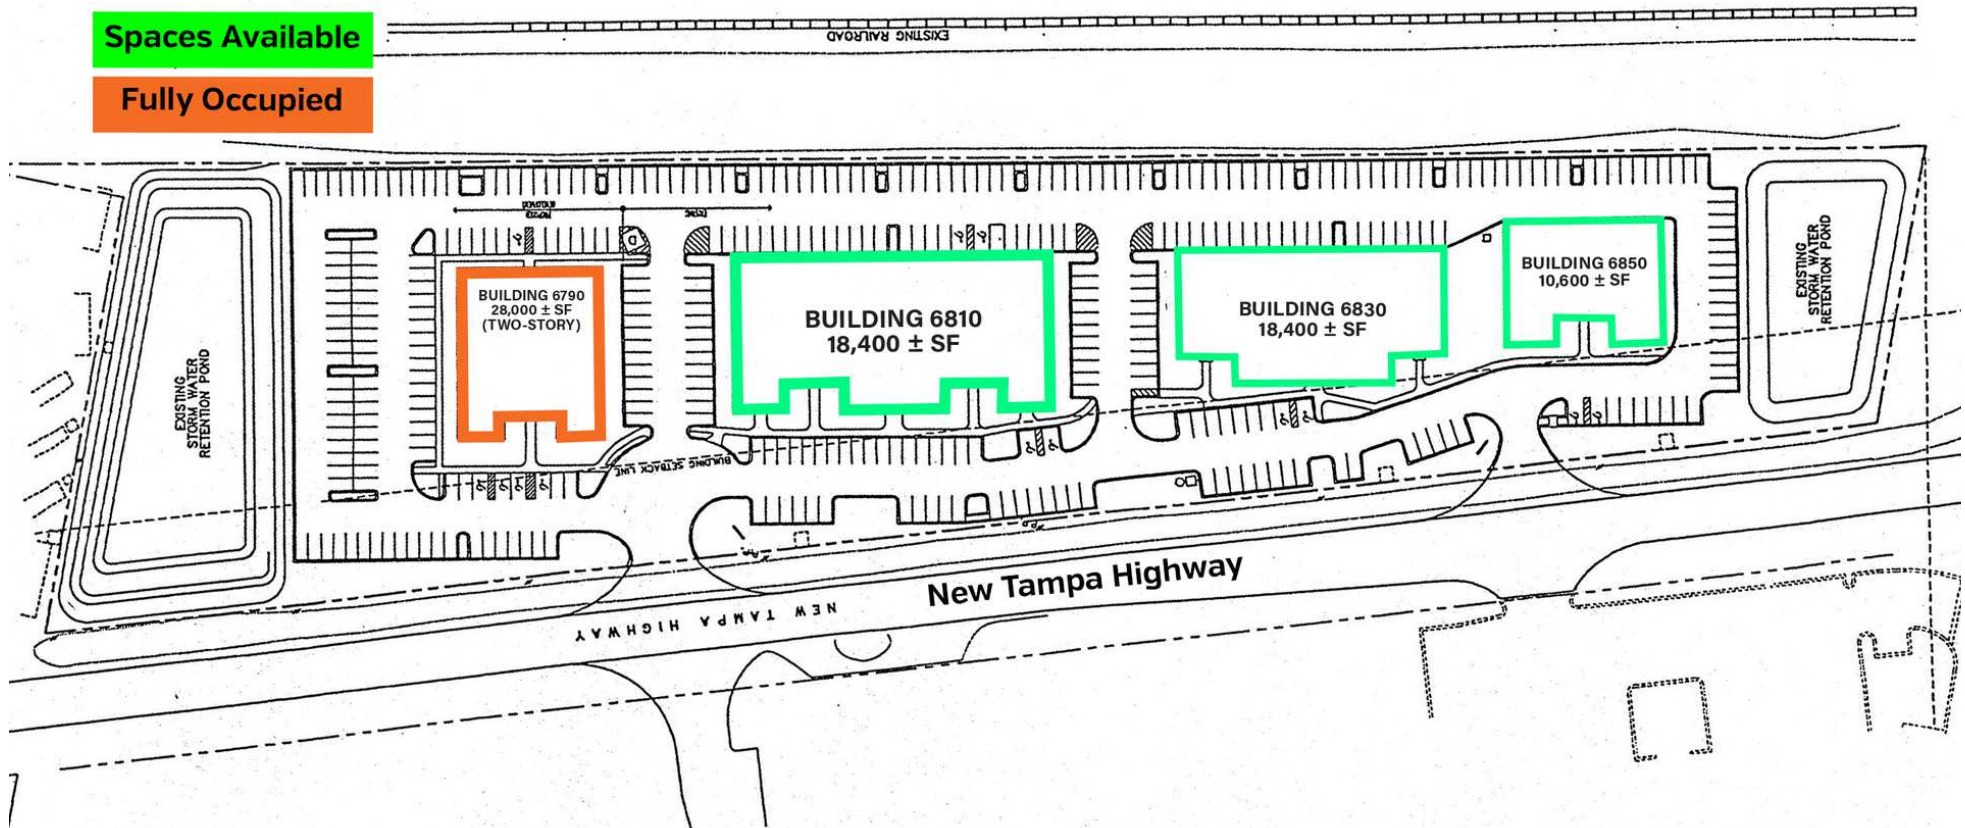 Spaces Available
EXISTING RAILROAD
Fully Occupied
BUILDING 6790
28,000 ± SF
(TWO-STORY)
BUILDING 6810
18,400 ± SF
BUILDING 6830
18,400 ± SF
BUILDING 6850
10,600 ± SF
EXISTING
STORM WATER
RETENTION POND
EXISTING
STORM WATER
RETENTION POND
BUILDING SETBACK LINE
New Tampa Highway
NEW TAMPA HIGHWAY